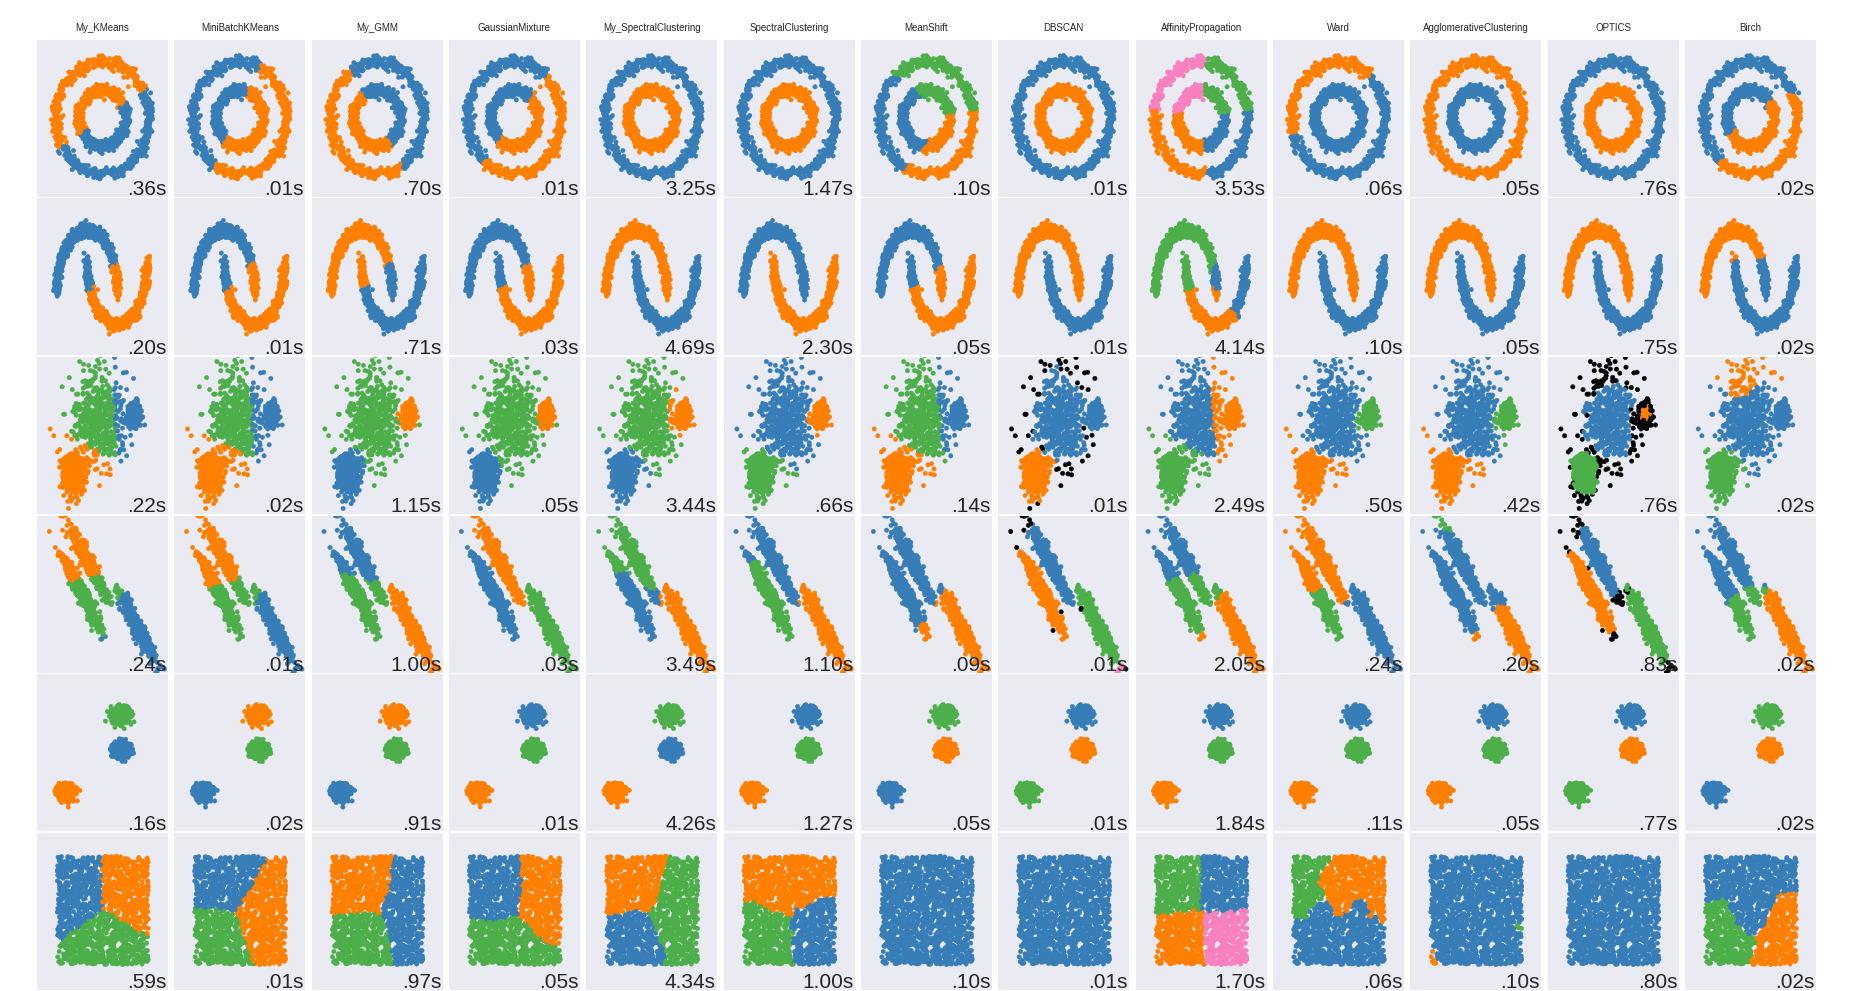 My_KMeans MiniBatchKMeans My_GMM GaussianMixture My_SpectralClustering SpectralClustering MeanShift DBSCAN AffinityPropagation Ward AgglomerativeClustering OPTICS Birch
.36s .01s .70s .01s 3.25s 1.47s .10s .01s 3.53s .06s .05s .76s .02s
.20s .01s .71s .03s 4.69s 2.30s .05s .01s 4.14s .10s .05s .75s .02s
.22s .02s 1.15s .05s 3.44s .66s .14s .01s 2.49s .50s .42s .76s .02s
.24s .01s 1.00s .03s 3.49s 1.10s .09s .01s 2.05s .24s .20s .83s .02s
.16s .02s .91s .01s 4.26s 1.27s .05s .01s 1.84s .11s .05s .77s .02s
.59s .01s .97s .05s 4.34s 1.00s .10s .01s 1.70s .06s .10s .80s .02s